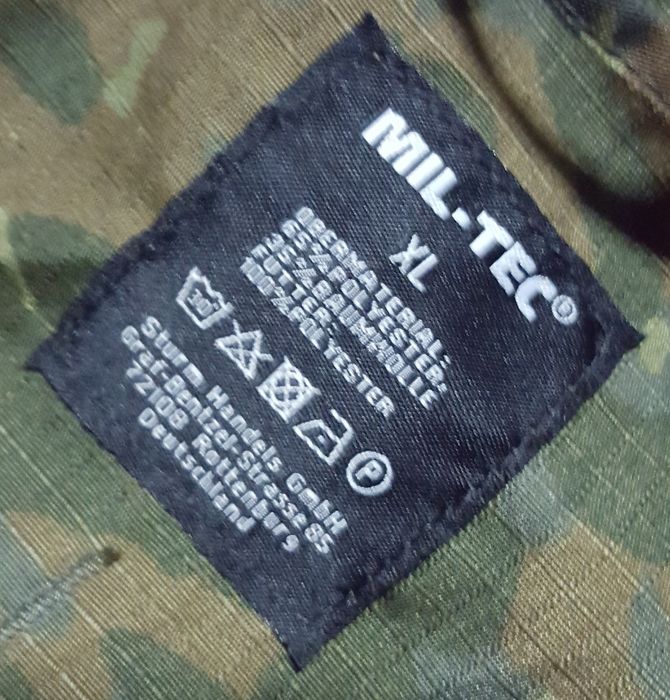 MIL-TEC®
XL
OBERMATERIAL:
65% POLYESTER:
35% BAUMWOLLE
FUTTER:
100% POLYESTER
P
Sturm Handels GmbH
Graf-Bentzel-Strasse 85
72108 Rottenburg
Deutschland